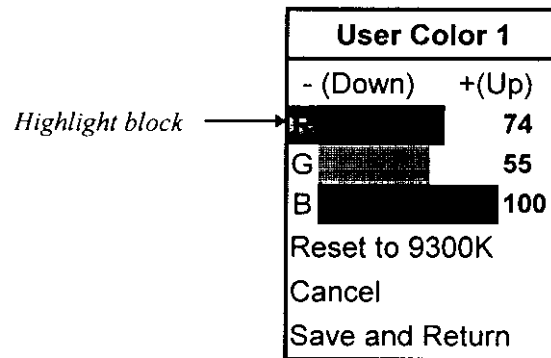 User Color 1
- (Down) +(Up)
Highlight block R 74
G 55
B 100
Reset to 9300K
Cancel
Save and Return